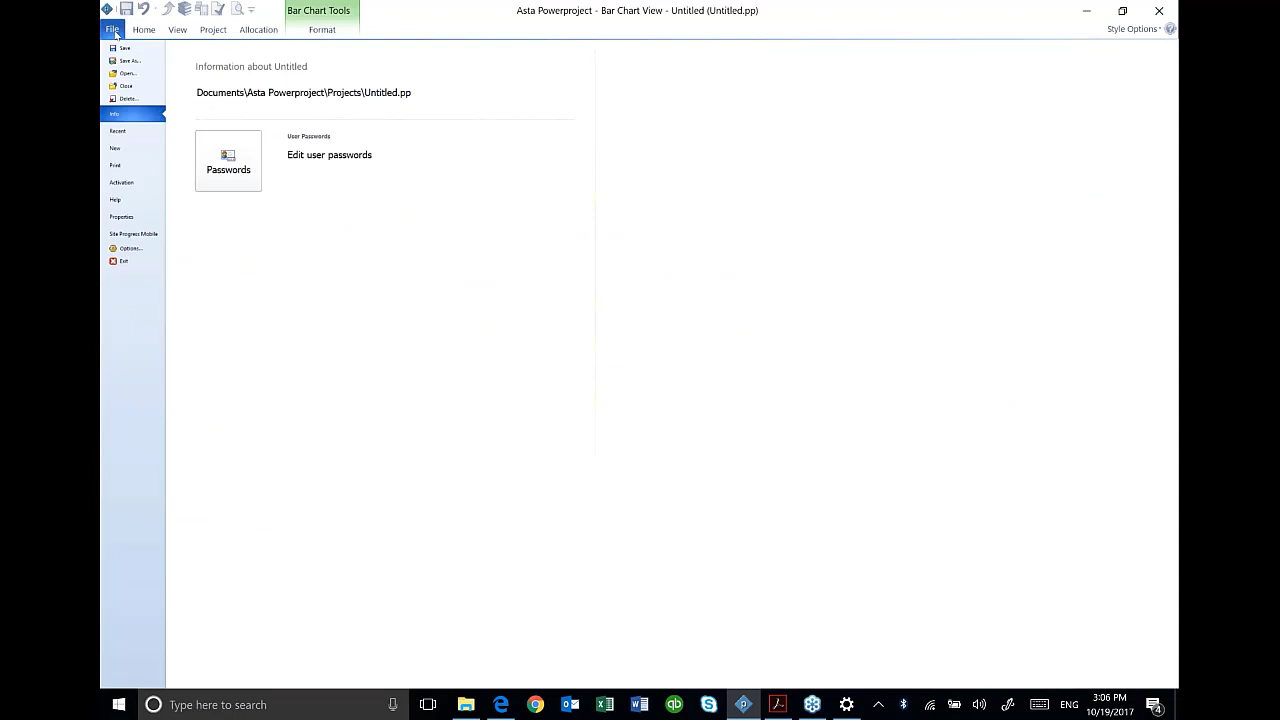 Bar Chart Tools
Asta Powerproject - Bar Chart View - Untitled (Untitled.pp)
File Home View Project Allocation Format Style Options
Save
Save As...
Open...
Close
Delete...
Info
Recent
New
Print
Activation
Help
Properties
Site Progress Mobile
Options...
Exit
Information about Untitled
Documents\Asta Powerproject\Projects\Untitled.pp
Passwords
User Passwords
Edit user passwords
Type here to search
ENG
3:06 PM
10/19/2017
4